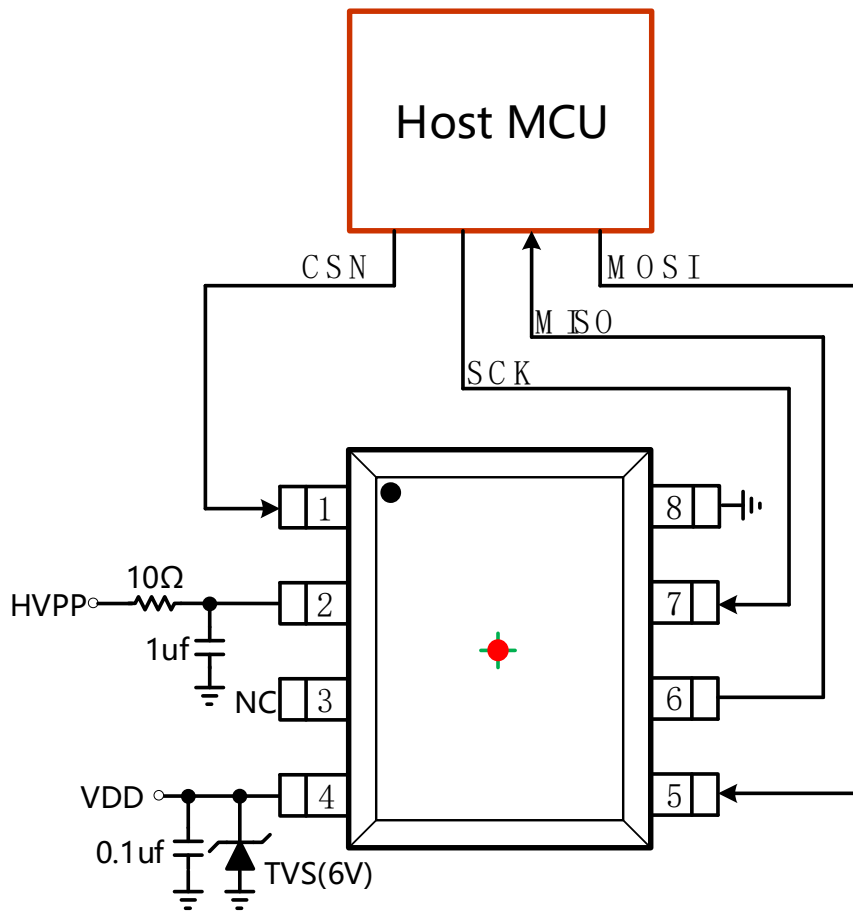 Host MCU
CSN
MOSI
MISO
SCK
1
8
10Ω
HVPP
2
7
1uf
NC
3
6
VDD
4
5
0.1uf
TVS(6V)